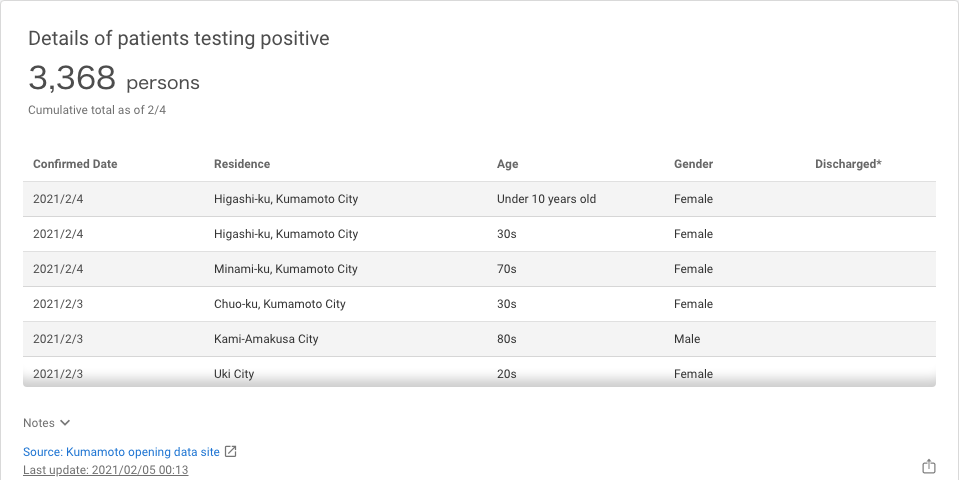 Details of patients testing positive
3,368 persons
Cumulative total as of 2/4
Confirmed Date Residence Age Gender Discharged*
2021/2/4 Higashi-ku, Kumamoto City Under 10 years old Female
2021/2/4 Higashi-ku, Kumamoto City 30s Female
2021/2/4 Minami-ku, Kumamoto City 70s Female
2021/2/3 Chuo-ku, Kumamoto City 30s Female
2021/2/3 Kami-Amakusa City 80s Male
2021/2/3 Uki City 20s Female
Notes
Source: Kumamoto opening data site
Last update: 2021/02/05 00:13